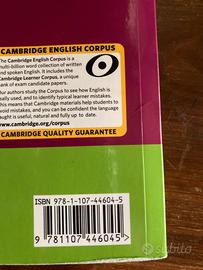 CAMBRIDGE ENGLISH CORPUS
The Cambridge English Corpus is a
multi-billion word collection of written
and spoken English. It includes the
Cambridge Learner Corpus, a unique
bank of exam candidate papers.
Our authors study the Corpus to see how English is
really used, and to identify typical learner mistakes.
This means that Cambridge materials help students to
avoid mistakes, and you can be confident the language
taught is useful, natural and fully up to date.
www.cambridge.org/corpus
CAMBRIDGE QUALITY GUARANTEE
ISBN 978-1-107-44604-5
9 781107 446045 >
subito